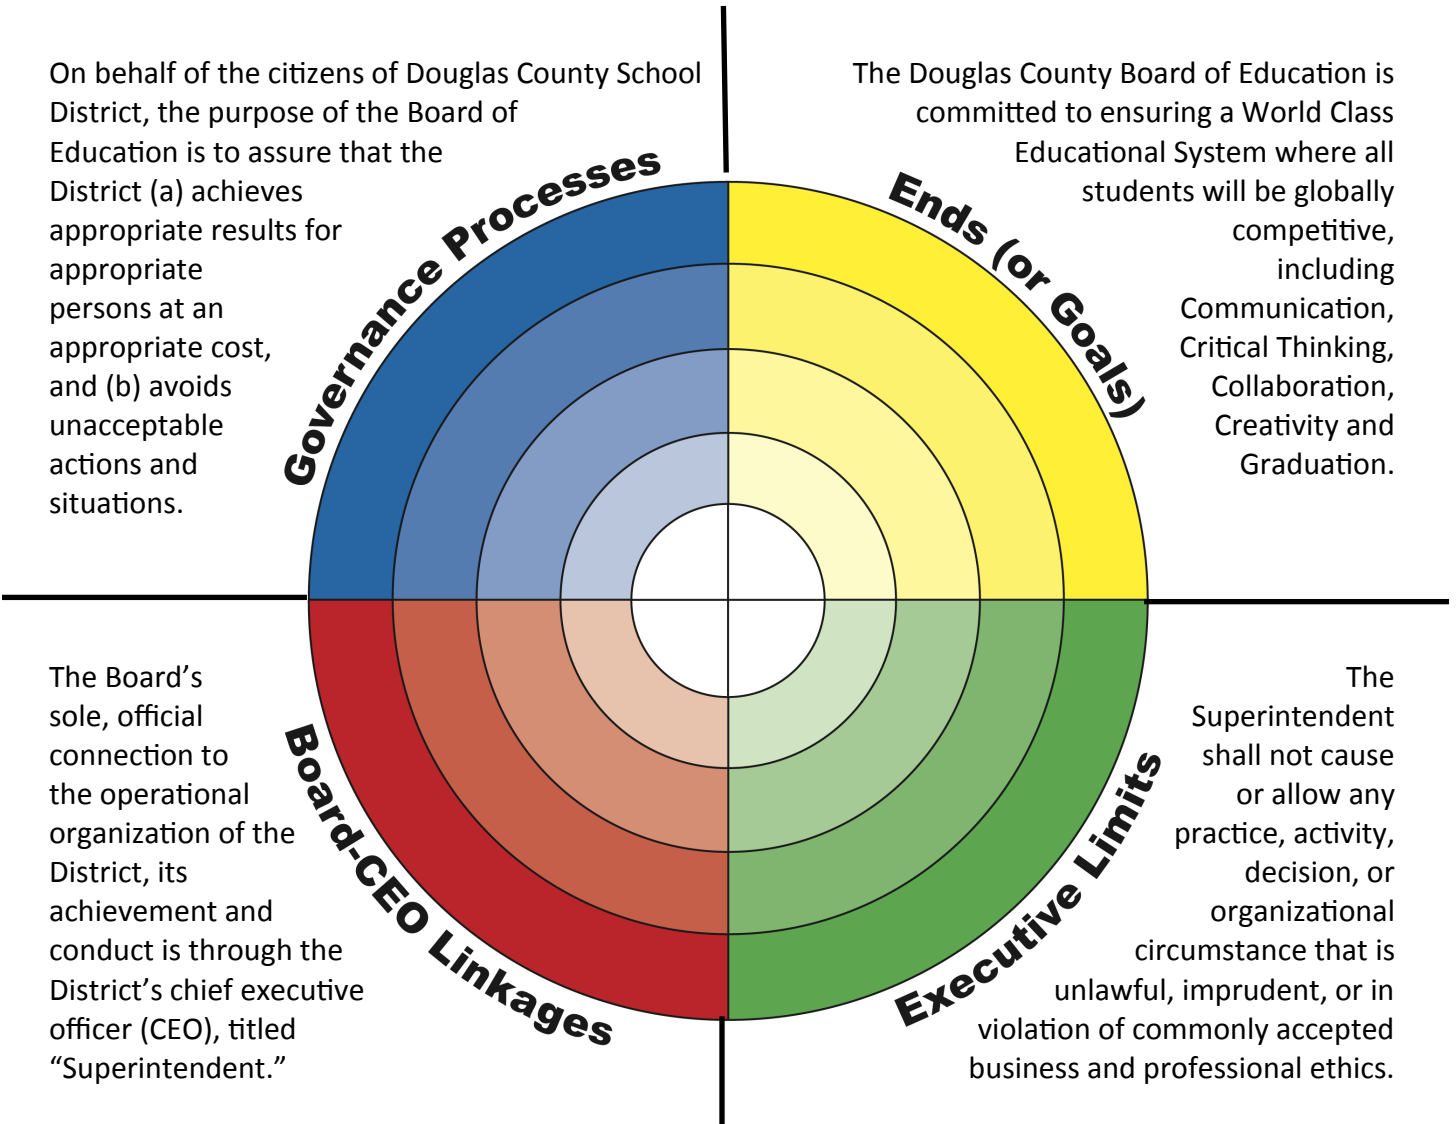 On behalf of the citizens of Douglas County School
District, the purpose of the Board of
Education is to assure that the
District (a) achieves
appropriate results for
appropriate
persons at an
appropriate cost,
and (b) avoids
unacceptable
actions and
situations.
Governance Processes
The Douglas County Board of Education is
committed to ensuring a World Class
Educational System where all
students will be globally
competitive,
including
Communication,
Critical Thinking,
Collaboration,
Creativity and
Graduation.
Ends (or Goals)
The Board’s
sole, official
connection to
the operational
organization of the
District, its
achievement and
conduct is through the
District’s chief executive
officer (CEO), titled
“Superintendent.”
Board-CEO Linkages
The
Superintendent
shall not cause
or allow any
practice, activity,
decision, or
organizational
circumstance that is
unlawful, imprudent, or in
violation of commonly accepted
business and professional ethics.
Executive Limits